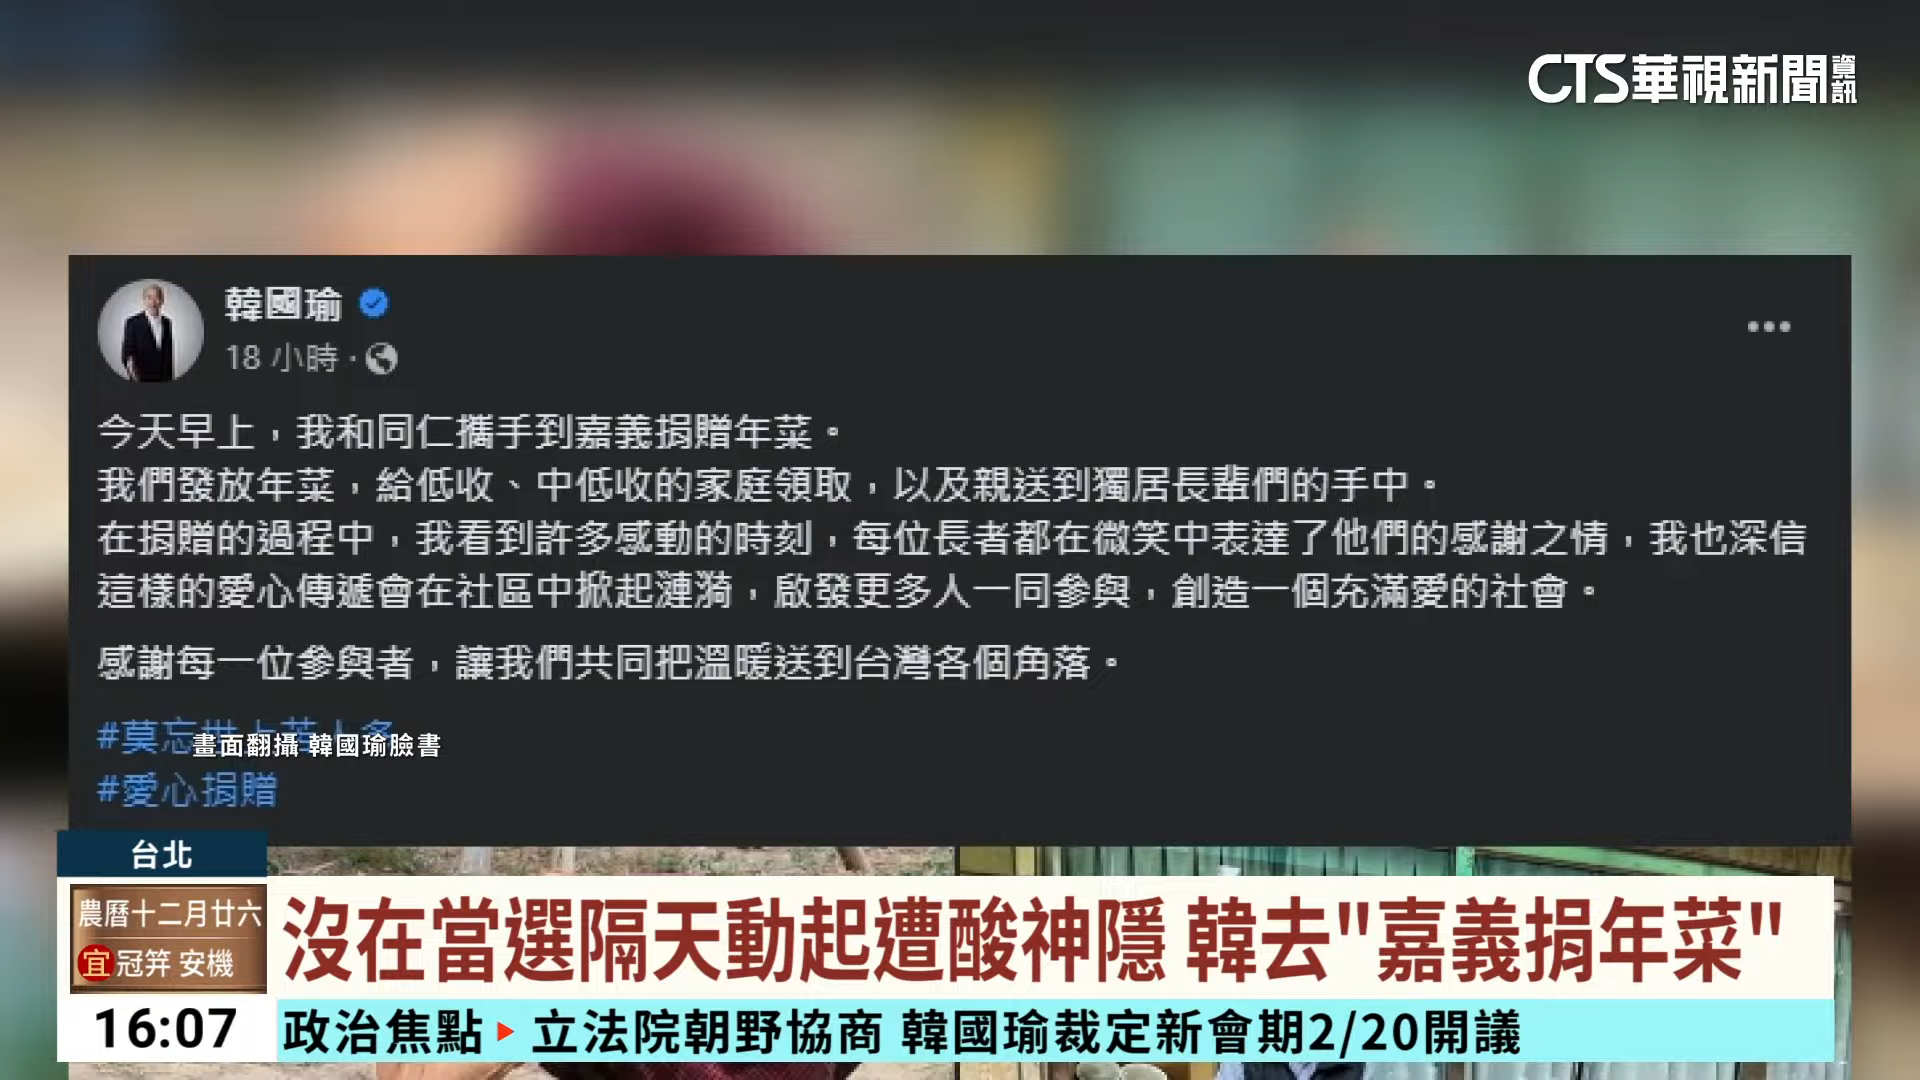 CTS華視新聞資訊
韓國瑜
18 小時
今天早上，我和同仁攜手到嘉義捐贈年菜。
我們發放年菜，給低收、中低收的家庭領取，以及親送到獨居長輩們的手中。
在捐贈的過程中，我看到許多感動的時刻，每位長者都在微笑中表達了他們的感謝之情，我也深信
這樣的愛心傳遞會在社區中掀起漣漪，啟發更多人一同參與，創造一個充滿愛的社會。
感謝每一位參與者，讓我們共同把溫暖送到台灣各個角落。
#莫忘世上苦人多
畫面翻攝 韓國瑜臉書
#愛心捐贈
台北
農曆十二月廿六
宜冠笄 安機
16:07
沒在當選隔天動起遭酸神隱 韓去"嘉義捐年菜"
政治焦點 立法院朝野協商 韓國瑜裁定新會期2/20開議